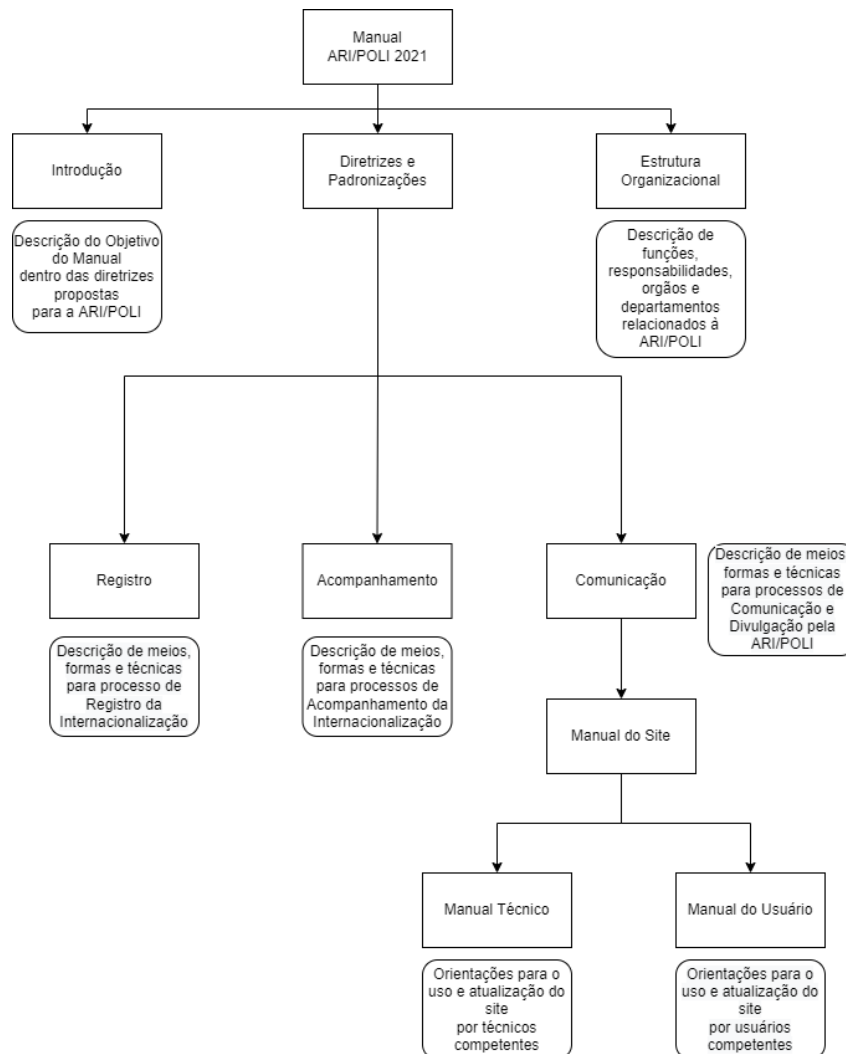 Manual
ARI/POLI 2021
Introdução
Diretrizes e
Padronizações
Estrutura
Organizacional
Descrição do Objetivo
do Manual
dentro das diretrizes
propostas
para a ARI/POLI
Descrição de
funções,
responsabilidades,
orgãos e
departamentos
relacionados à
ARI/POLI
Registro
Acompanhamento
Comunicação
Descrição de meios,
formas e técnicas
para processo de
Registro da
Internacionalização
Descrição de meios,
formas e técnicas
para processos de
Acompanhamento da
Internacionalização
Descrição de meios
formas e técnicas
para processos de
Comunicação e
Divulgação pela
ARI/POLI
Manual do Site
Manual Técnico
Manual do Usuário
Orientações para o
uso e atualização do
site
por técnicos
competentes
Orientações para o
uso e atualização do
site
por usuários
competentes